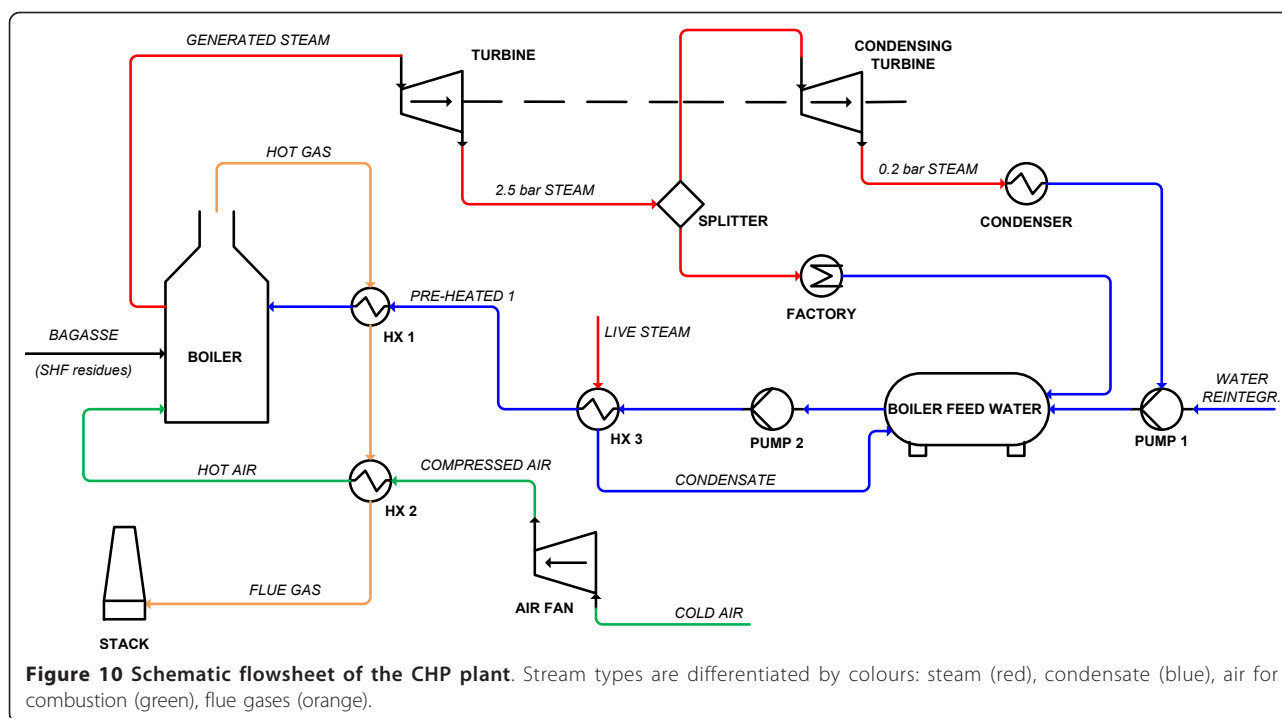 GENERATED STEAM
TURBINE
CONDENSING
TURBINE
HOT GAS
2.5 bar STEAM
0.2 bar STEAM
SPLITTER
CONDENSER
PRE-HEATED 1
FACTORY
HX 1
LIVE STEAM
BAGASSE
(SHF residues)
BOILER
BOILER FEED WATER
WATER
REINTEGR.
HX 3
PUMP 2
PUMP 1
HOT AIR
COMPRESSED AIR
CONDENSATE
HX 2
FLUE GAS
AIR FAN
COLD AIR
STACK
Figure 10 Schematic flowsheet of the CHP plant. Stream types are differentiated by colours: steam (red), condensate (blue), air for
combustion (green), flue gases (orange).